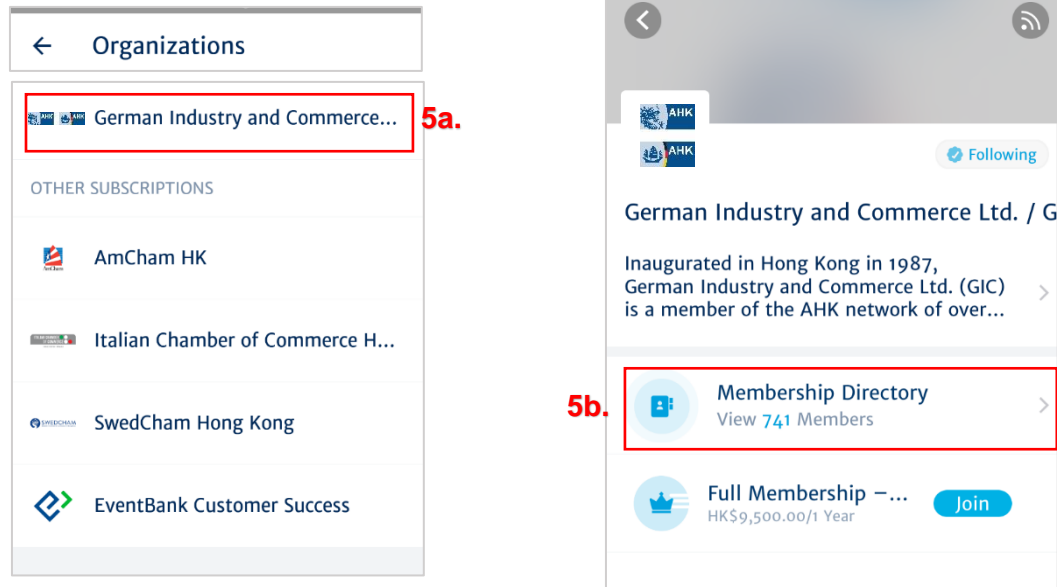 Organizations
German Industry and Commerce...
5a.
OTHER SUBSCRIPTIONS
AmCham HK
Italian Chamber of Commerce H...
SWEDCHAM
SwedCham Hong Kong
EventBank Customer Success
AHK
AHK
Following
German Industry and Commerce Ltd. / G
Inaugurated in Hong Kong in 1987,
German Industry and Commerce Ltd. (GIC)
is a member of the AHK network of over...
5b.
Membership Directory
View 741 Members
Full Membership –...
HK$9,500.00/1 Year
Join